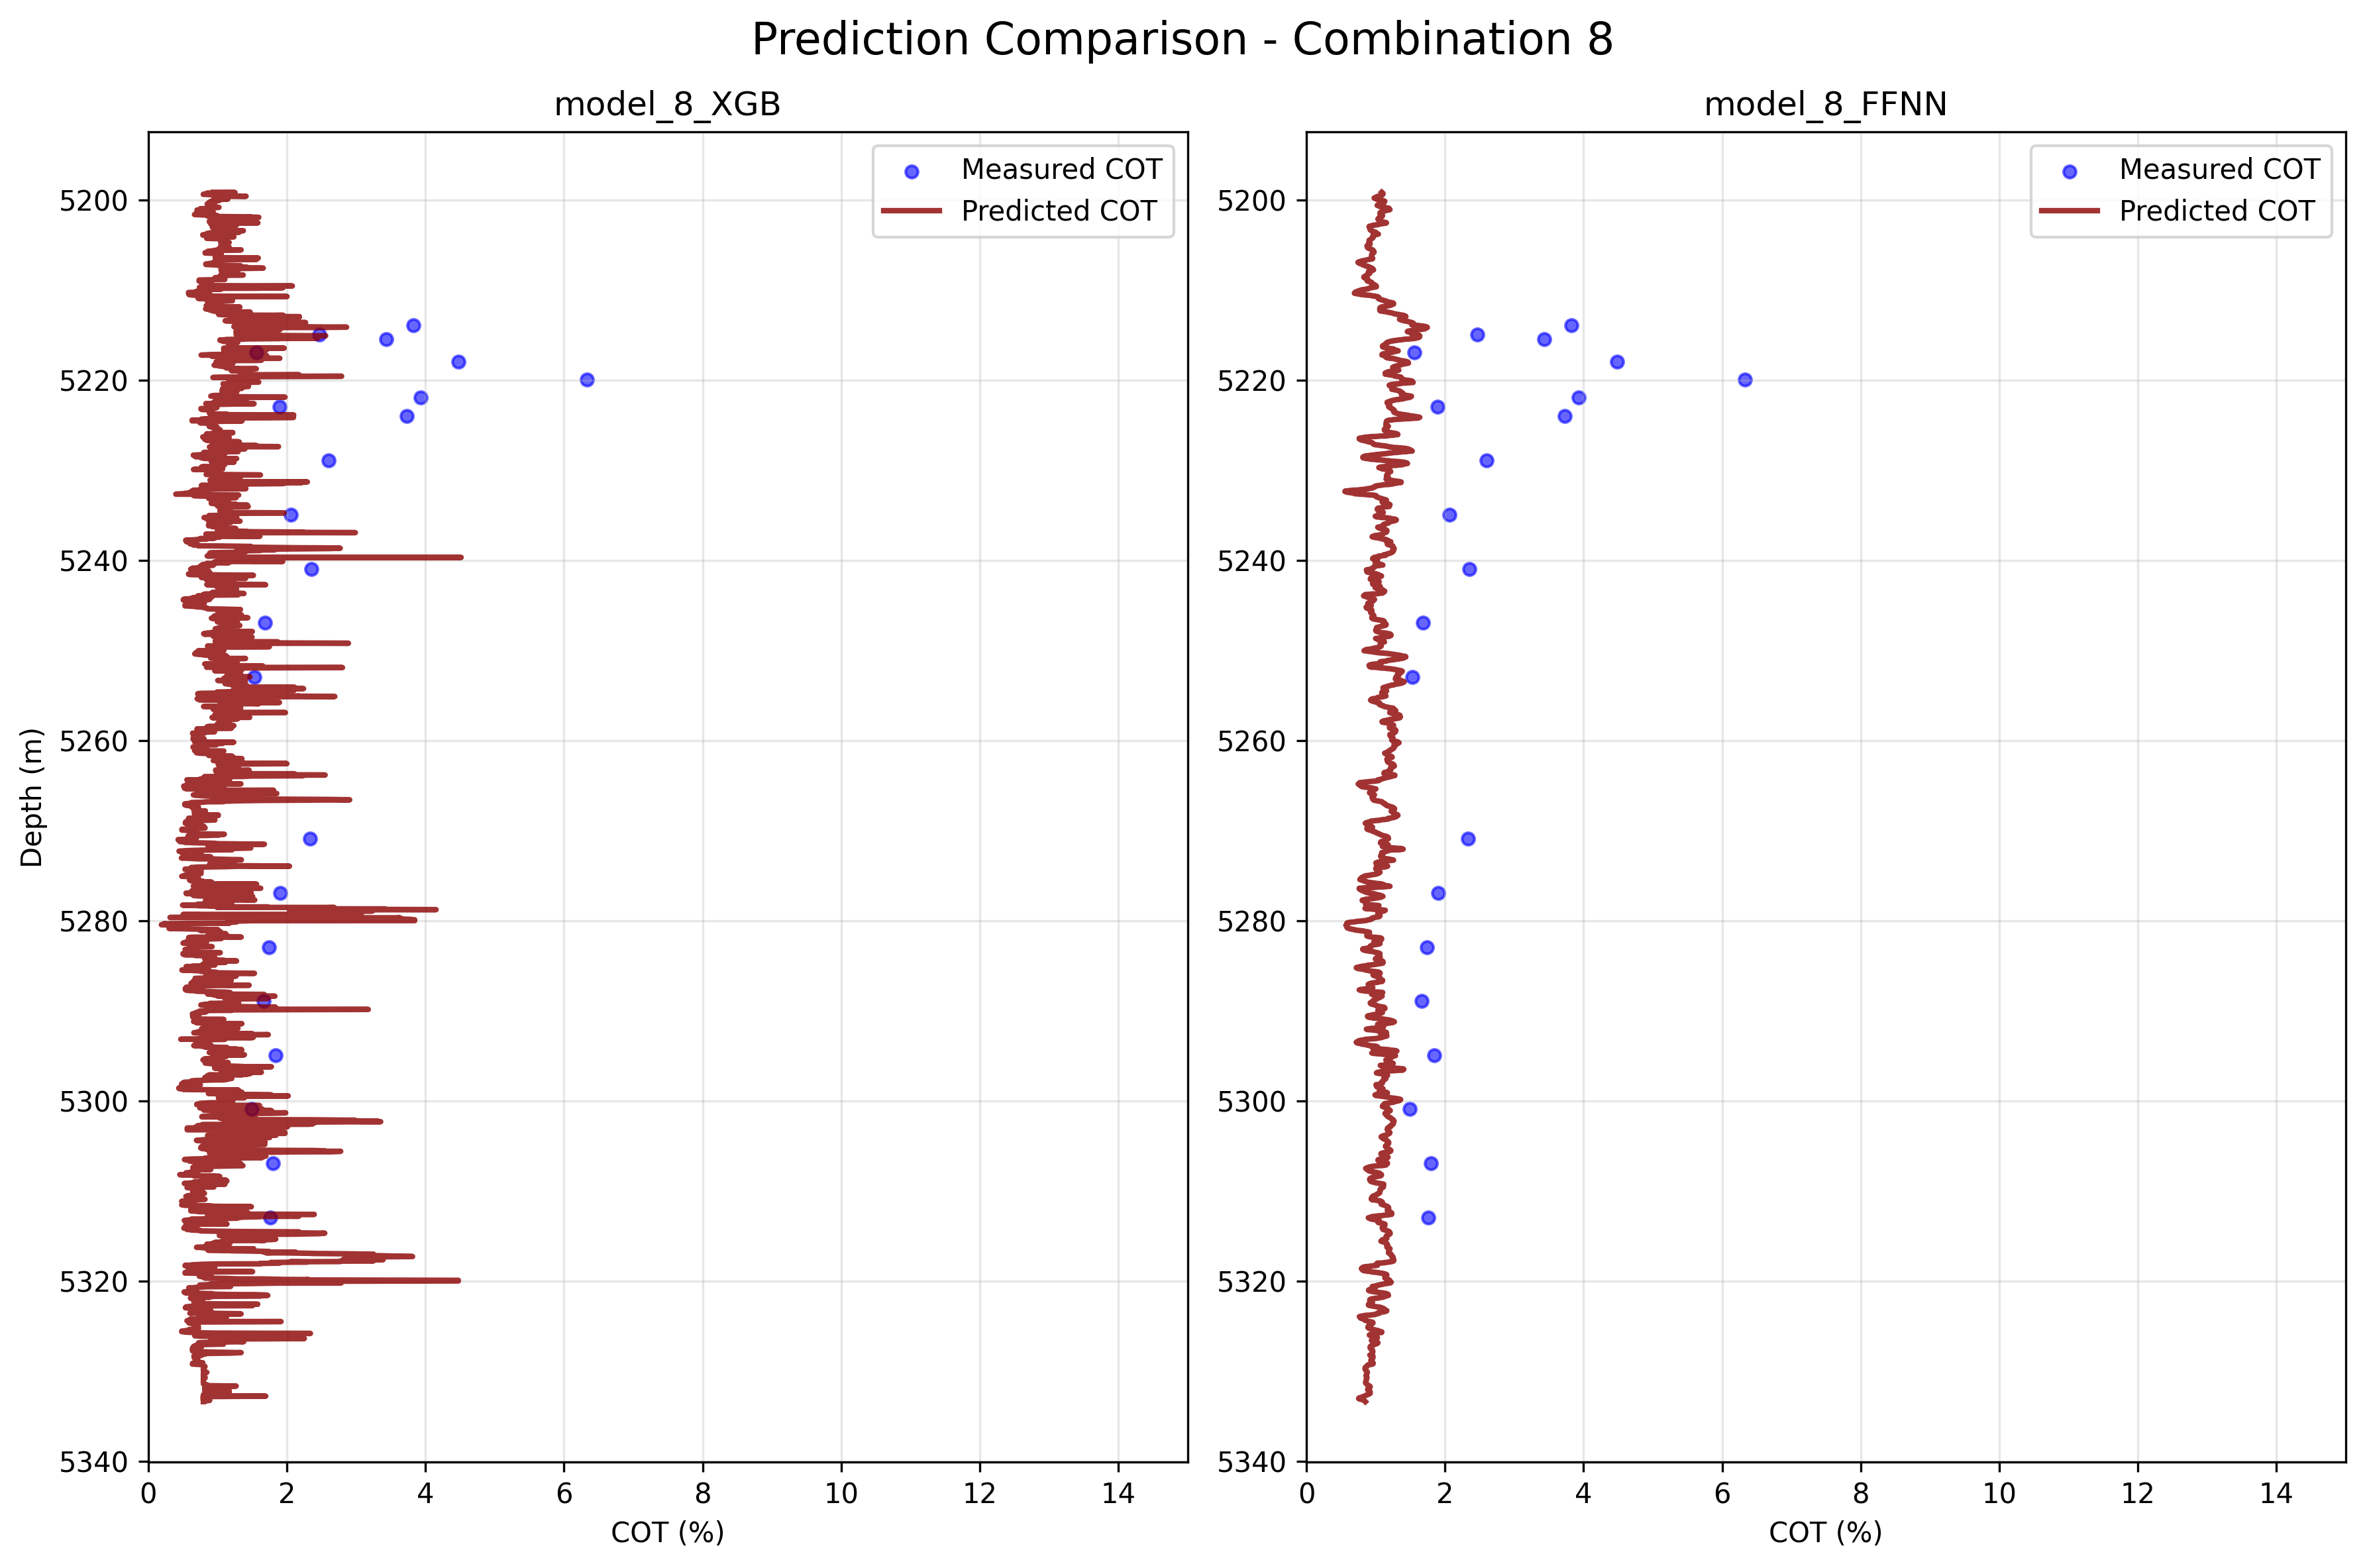 Prediction Comparison - Combination 8
model_8_XGB
Measured COT
Predicted COT
5200
5220
5240
5260
5280
5300
5320
5340
Depth (m)
0 2 4 6 8 10 12 14
COT (%)
model_8_FFNN
Measured COT
Predicted COT
5200
5220
5240
5260
5280
5300
5320
5340
0 2 4 6 8 10 12 14
COT (%)